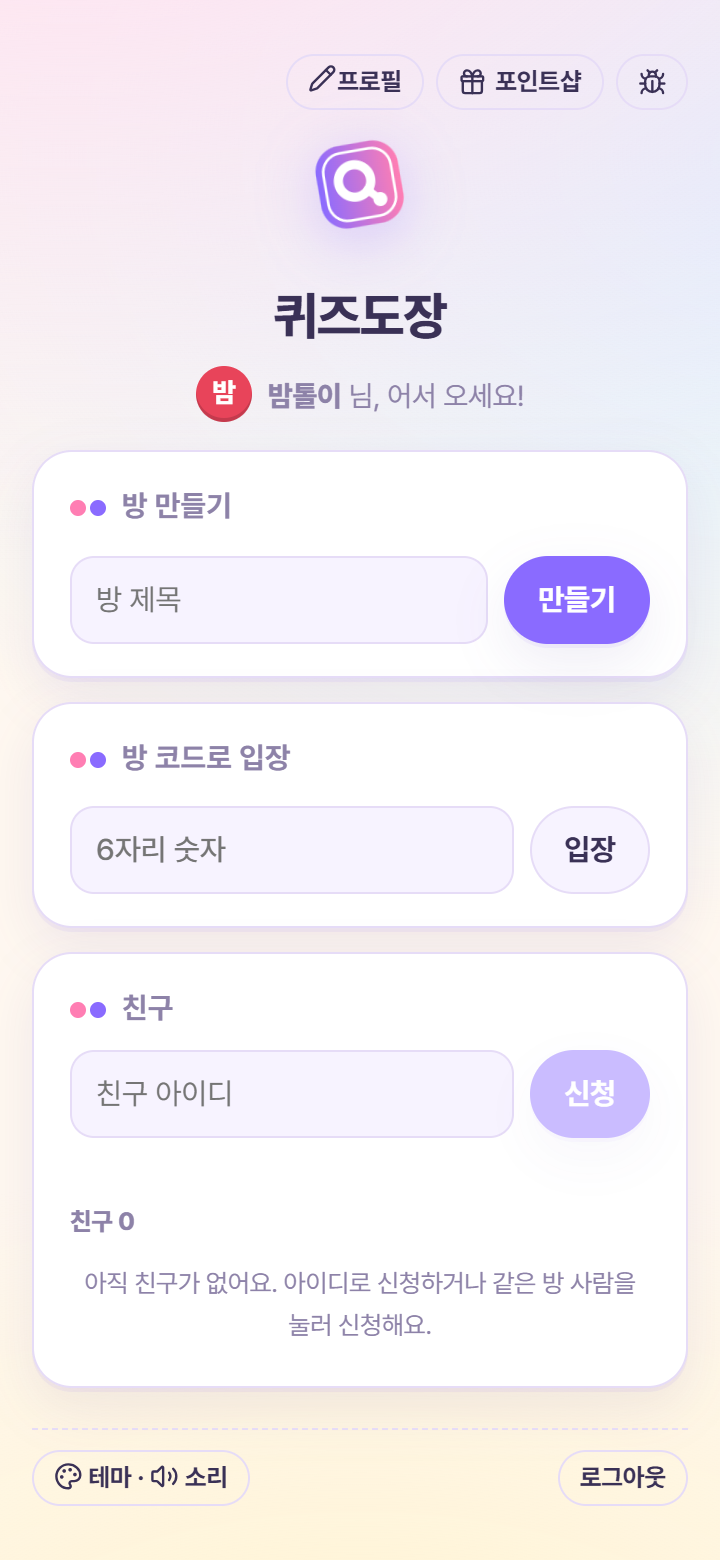 프로필
포인트샵
퀴즈도장
밤
밤톨이 님, 어서 오세요!
방 만들기
방 제목
만들기
방 코드로 입장
6자리 숫자
입장
친구
친구 아이디
신청
친구 0
아직 친구가 없어요. 아이디로 신청하거나 같은 방 사람을
눌러 신청해요.
테마 · 소리
로그아웃